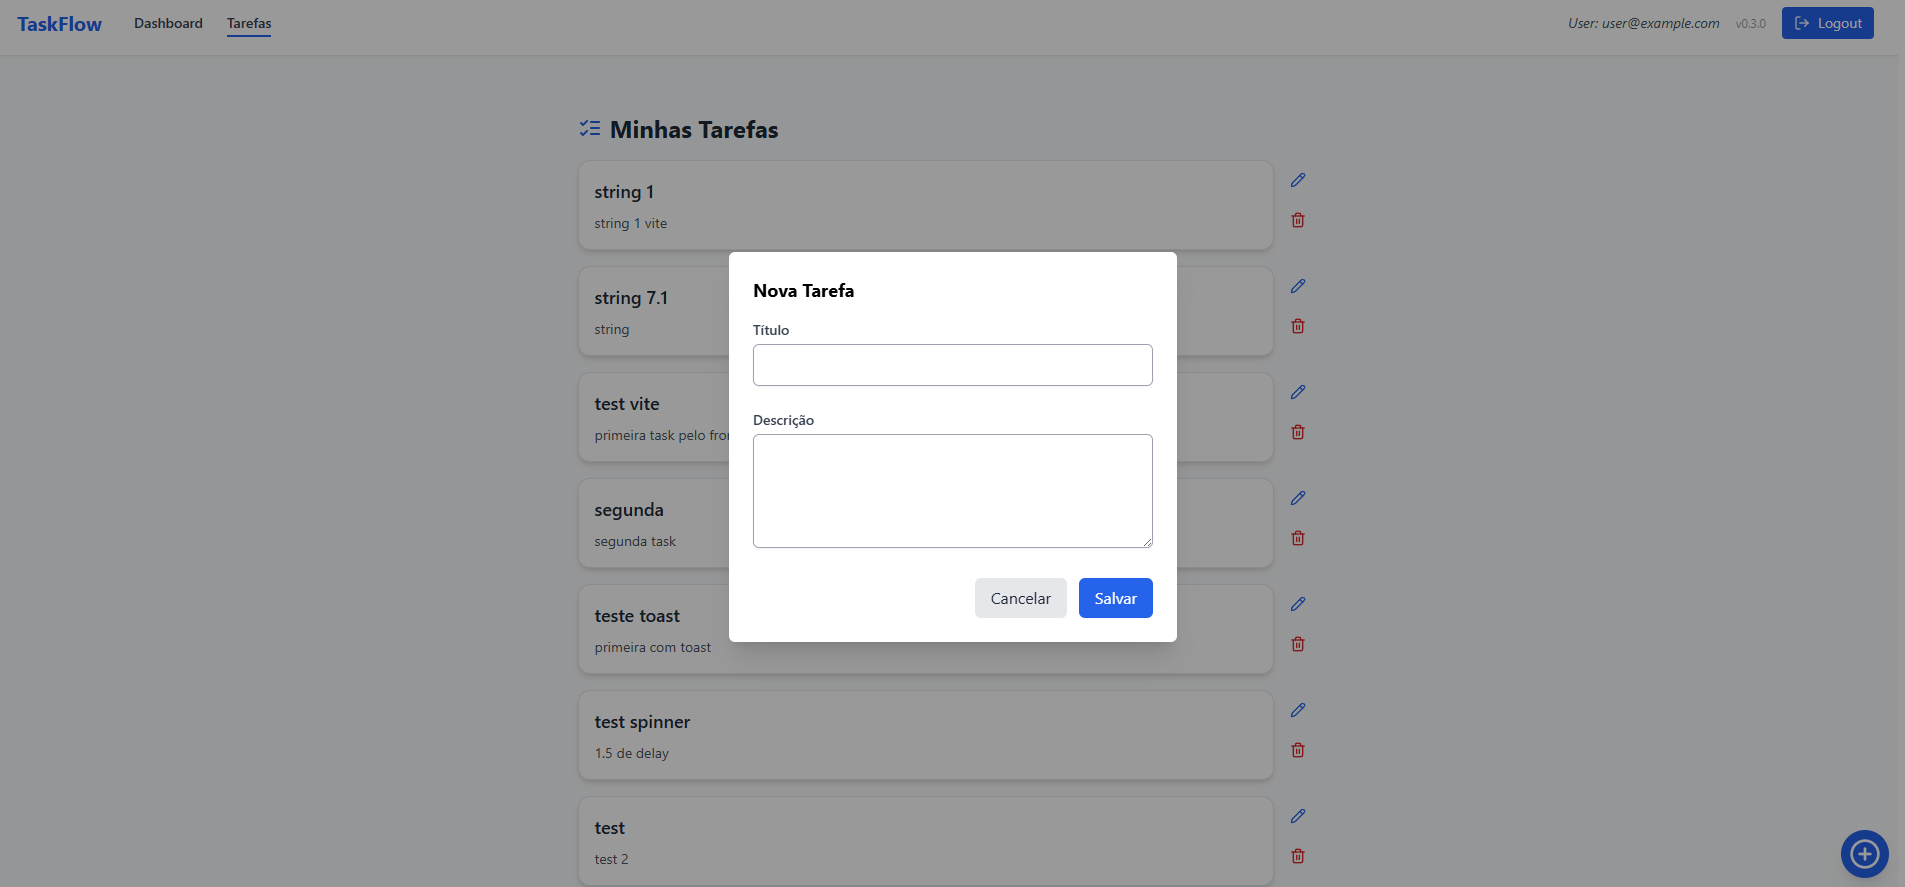 TaskFlow Dashboard Tarefas User: user@example.com v0.3.0 Logout
Minhas Tarefas
string 1
string 1 vite
string 7.1
string
test vite
primeira task pelo
segunda
segunda task
teste toast
primeira com toast
test spinner
1.5 de delay
test
test 2
Nova Tarefa
Título
Descrição
Cancelar Salvar